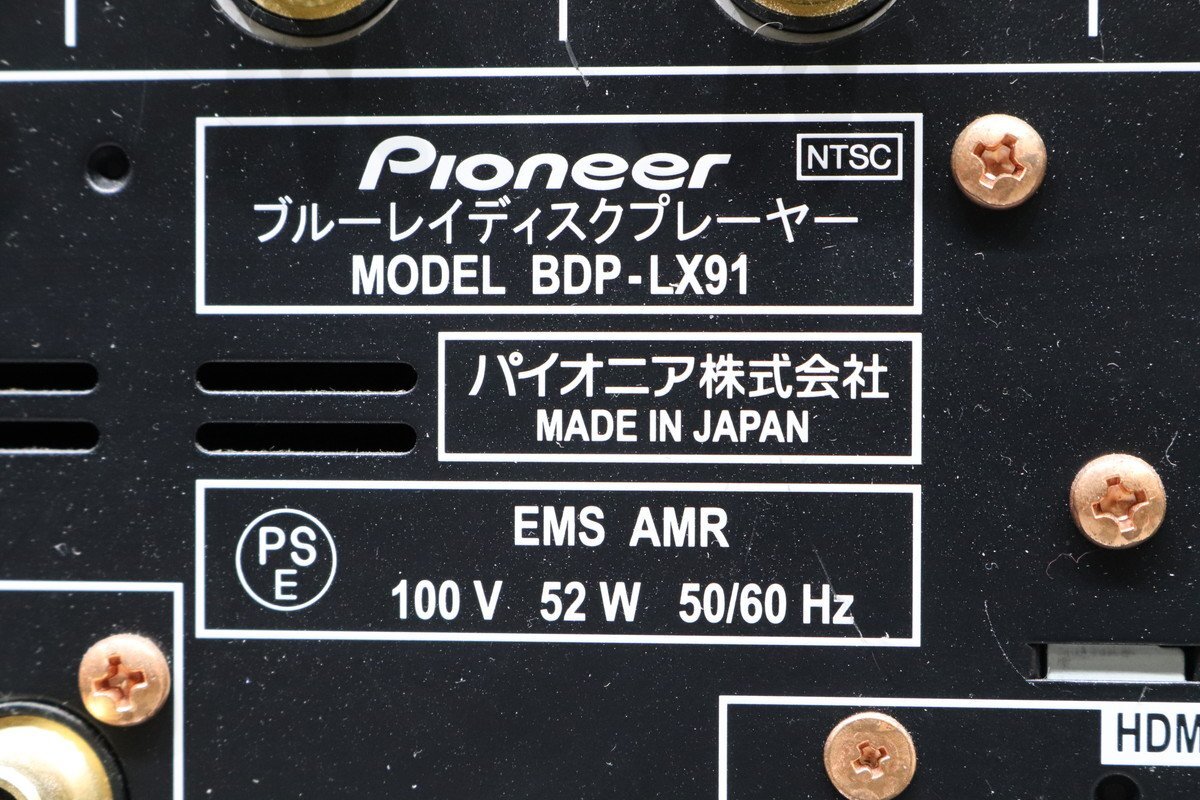 Pioneer
NTSC
ブルーレイディスクプレーヤー
MODEL BDP-LX91
パイオニア株式会社
MADE IN JAPAN
PS
E
EMS AMR
100 V 52 W 50/60 Hz